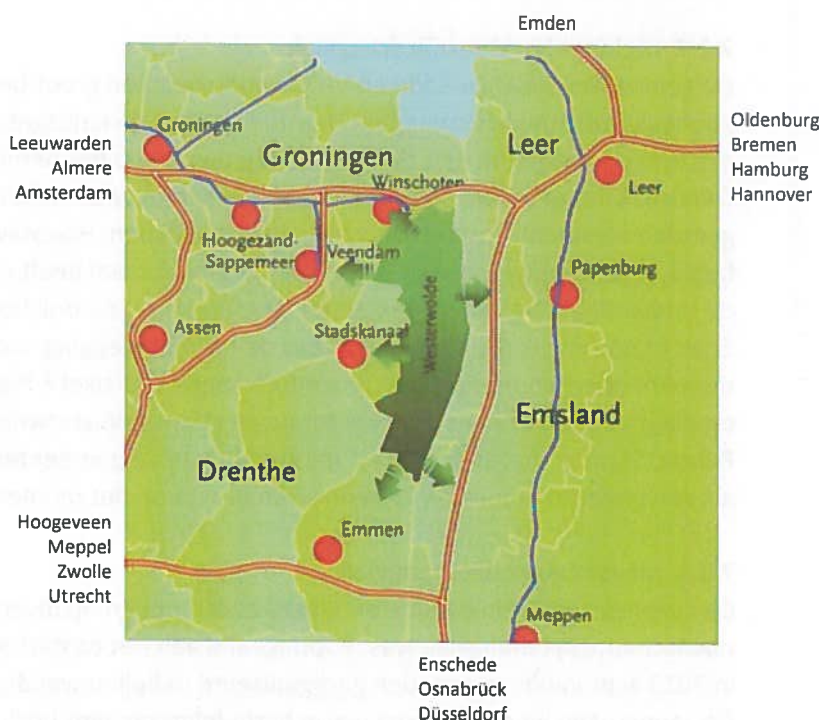 Emden
Leeuwarden
Almere
Amsterdam
Groningen
Groningen
Leer
Oldenburg
Bremen
Hamburg
Hannover
Winschoten
Leer
Hoogezand-
Sappemeer
Veendam
Papenburg
Assen
Stadskanaal
Westerwolde
Emsland
Drenthe
Hoogeveen
Meppel
Zwolle
Utrecht
Emmen
Meppen
Enschede
Osnabrück
Düsseldorf